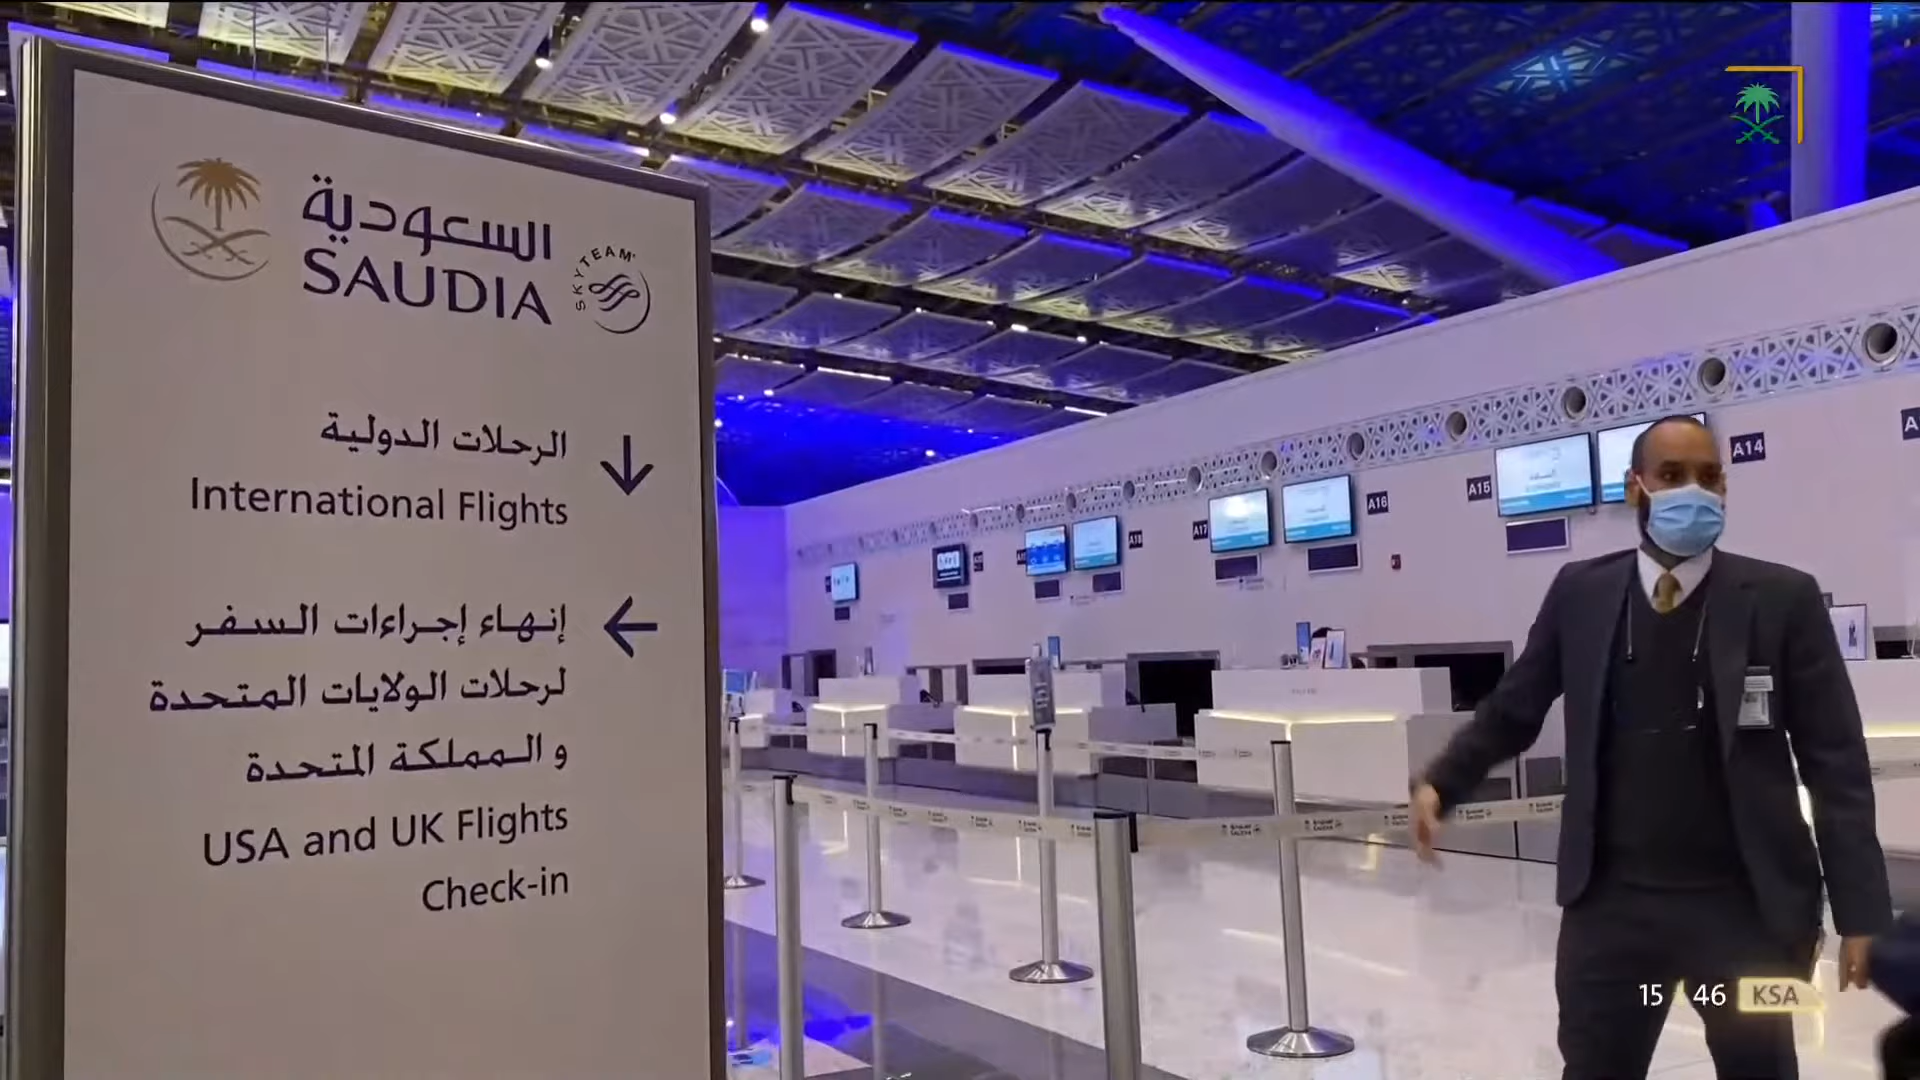 السعودية
SAUDIA
SKYTEAM
الرحلات الدولية
International Flights
إنهاء إجراءات السفر
لرحلات الولايات المتحدة
و المملكة المتحدة
USA and UK Flights
Check-in
A14
A15
A16
A17
A18
15 46 KSA